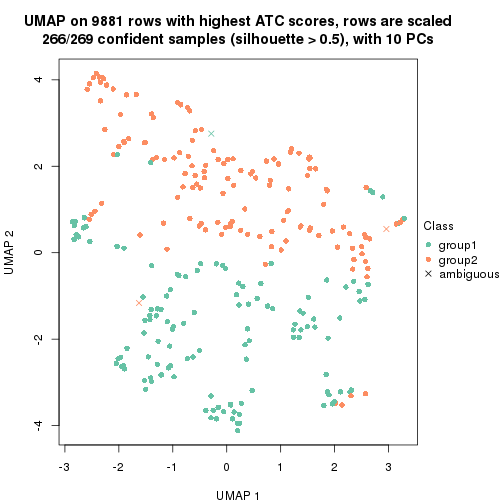 UMAP on 9881 rows with highest ATC scores, rows are scaled
266/269 confident samples (silhouette > 0.5), with 10 PCs
4
2
0
-2
-4
UMAP 2
-3
-2
-1
0
1
2
3
UMAP 1
Class
group1
group2
ambiguous